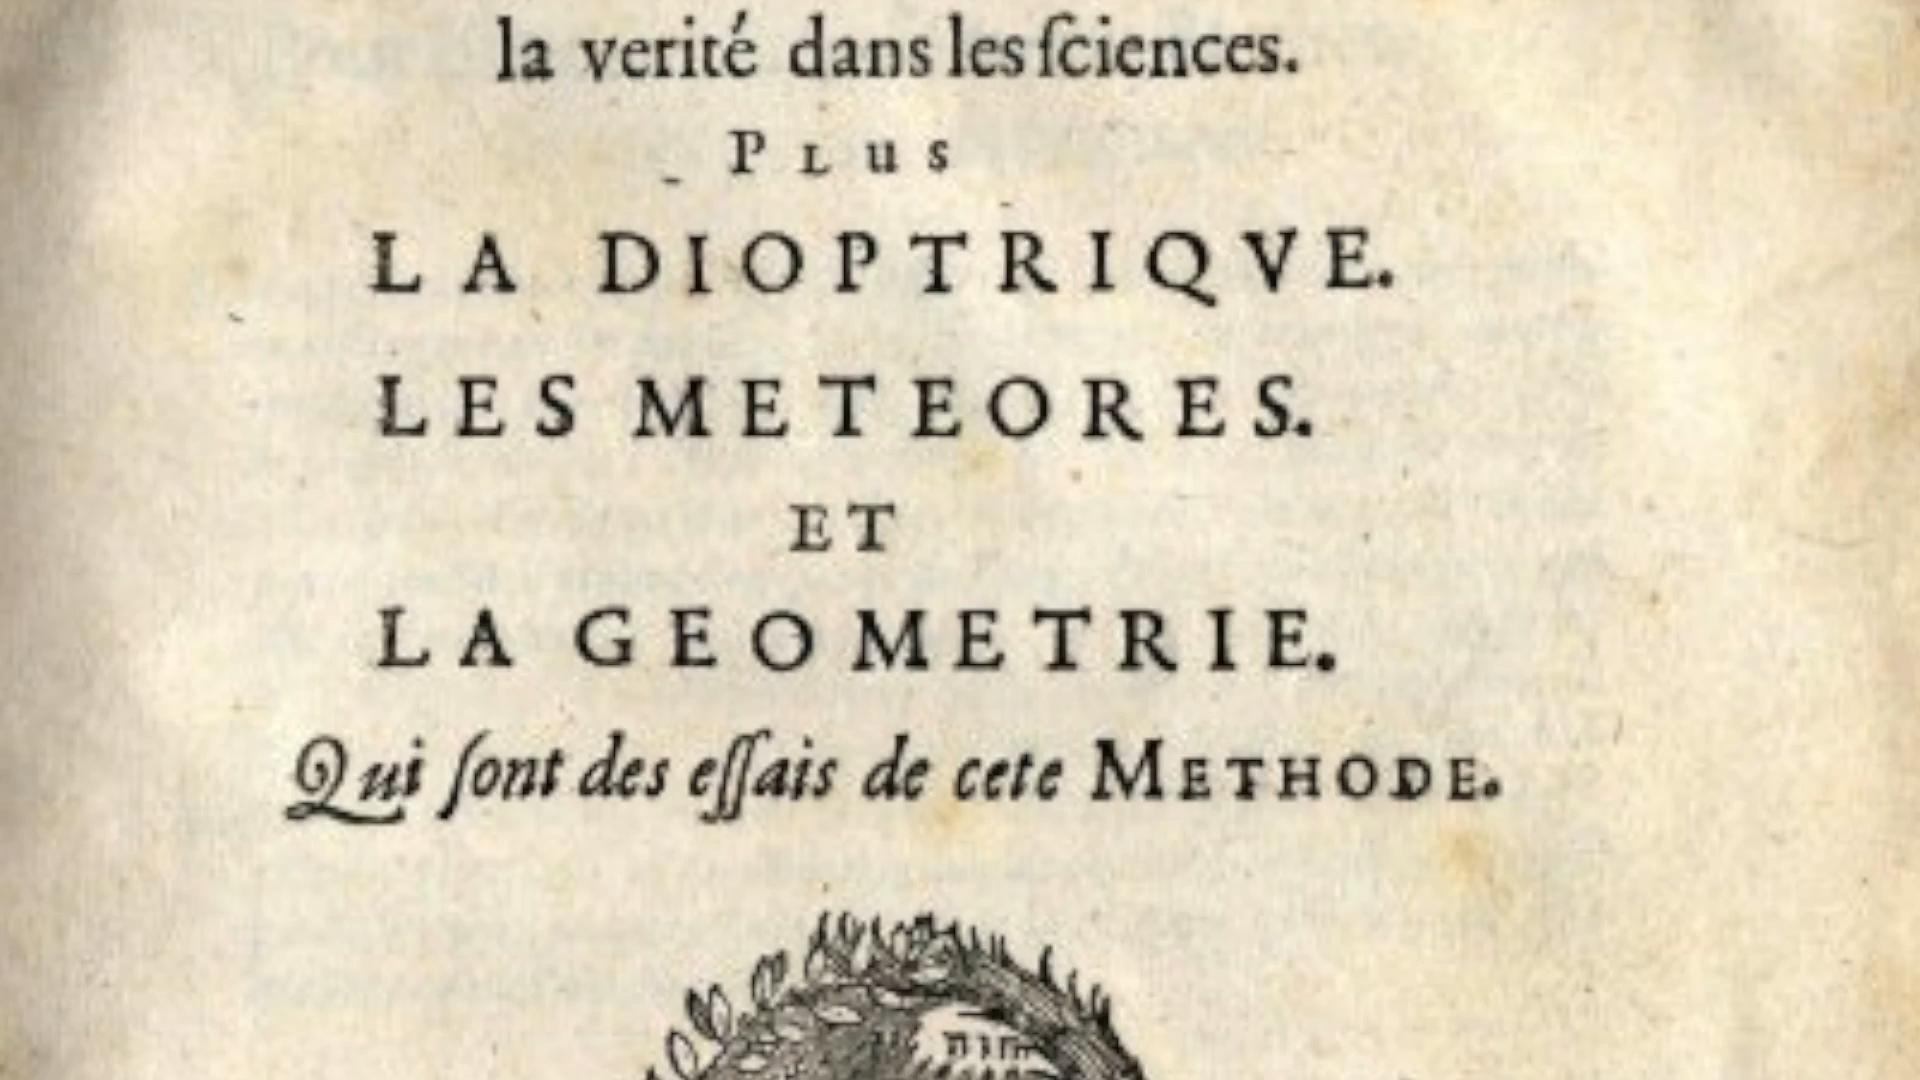 la verité dans les ſciences.
PLus
LA DIOPTRIQVE.
LES METEORES.
ET
LA GEOMETRIE.
Qui ſont des eſſais de cete METHODE.